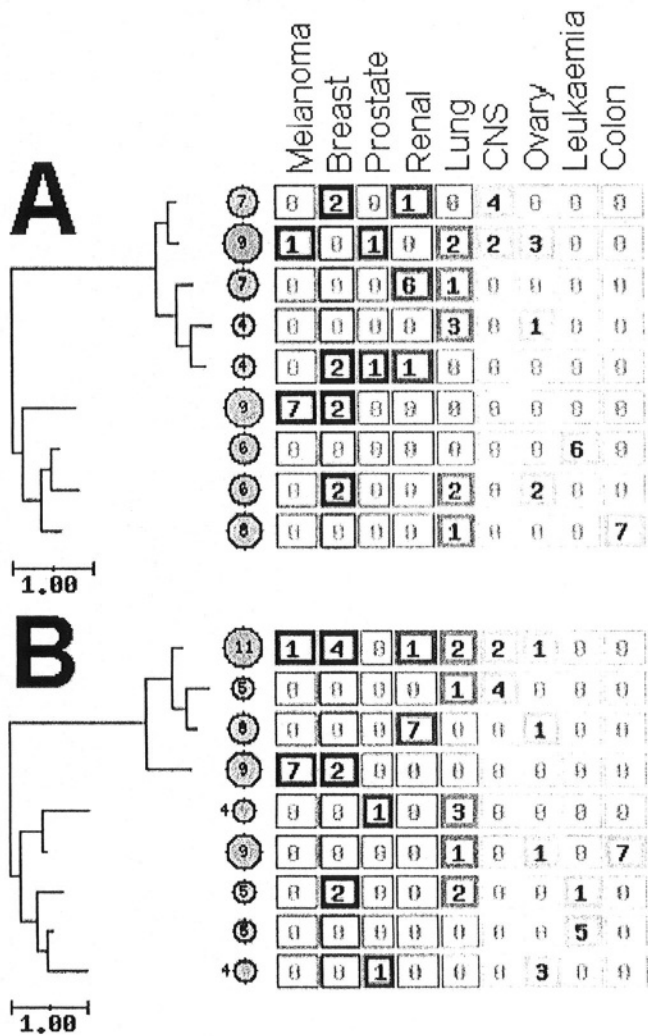 Melanoma Breast Prostate Renal Lung CNS Ovary Leukaemia Colon
A
7 0 2 0 1 0 4 0 0 0
9 1 0 1 0 2 2 3 0 0
7 0 0 0 6 1 0 0 0 0
4 0 0 0 0 3 0 1 0 0
4 0 2 1 1 0 0 0 0 0
9 7 2 0 0 0 0 0 0 0
6 0 0 0 0 0 0 0 6 0
6 0 2 0 0 2 0 2 0 0
8 0 0 0 0 1 0 0 0 7
1.00
B
11 1 4 0 1 2 2 1 0 0
5 0 0 0 0 1 4 0 0 0
8 0 0 0 7 0 0 1 0 0
9 7 2 0 0 0 0 0 0 0
4 0 0 1 0 3 0 0 0 0
9 0 0 0 0 1 0 1 0 7
5 0 2 0 0 2 0 0 1 0
0 0 0 0 0 0 0 5 0
4 0 0 1 0 0 0 3 0 0
1.00